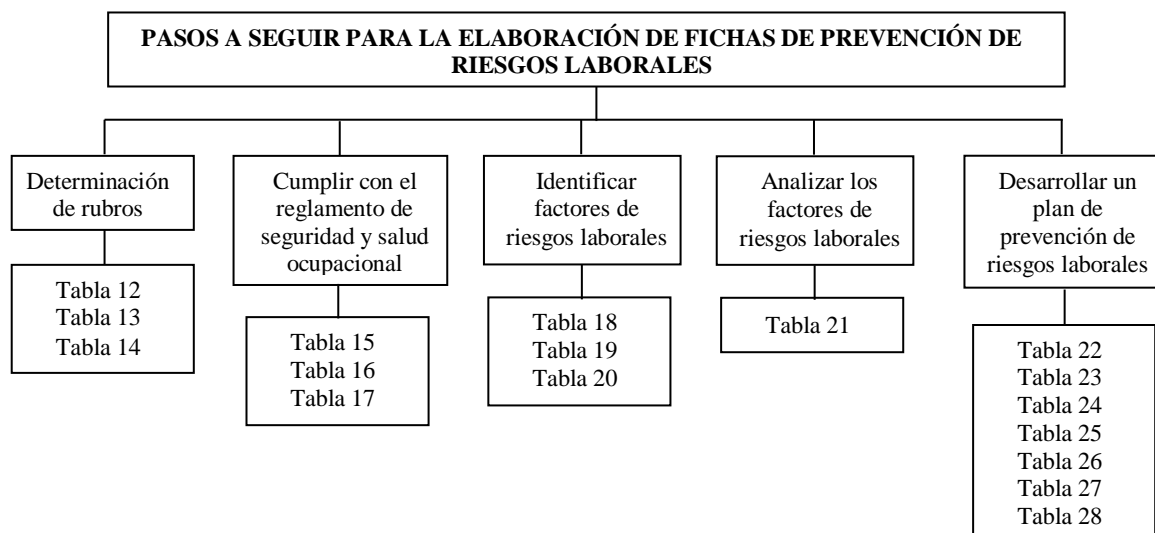 PASOS A SEGUIR PARA LA ELABORACIÓN DE FICHAS DE PREVENCIÓN DE
RIESGOS LABORALES
Determinación
de rubros
Tabla 12
Tabla 13
Tabla 14
Cumplir con el
reglamento de
seguridad y salud
ocupacional
Tabla 15
Tabla 16
Tabla 17
Identificar
factores de
riesgos laborales
Tabla 18
Tabla 19
Tabla 20
Analizar los
factores de
riesgos laborales
Tabla 21
Desarrollar un
plan de
prevención de
riesgos laborales
Tabla 22
Tabla 23
Tabla 24
Tabla 25
Tabla 26
Tabla 27
Tabla 28